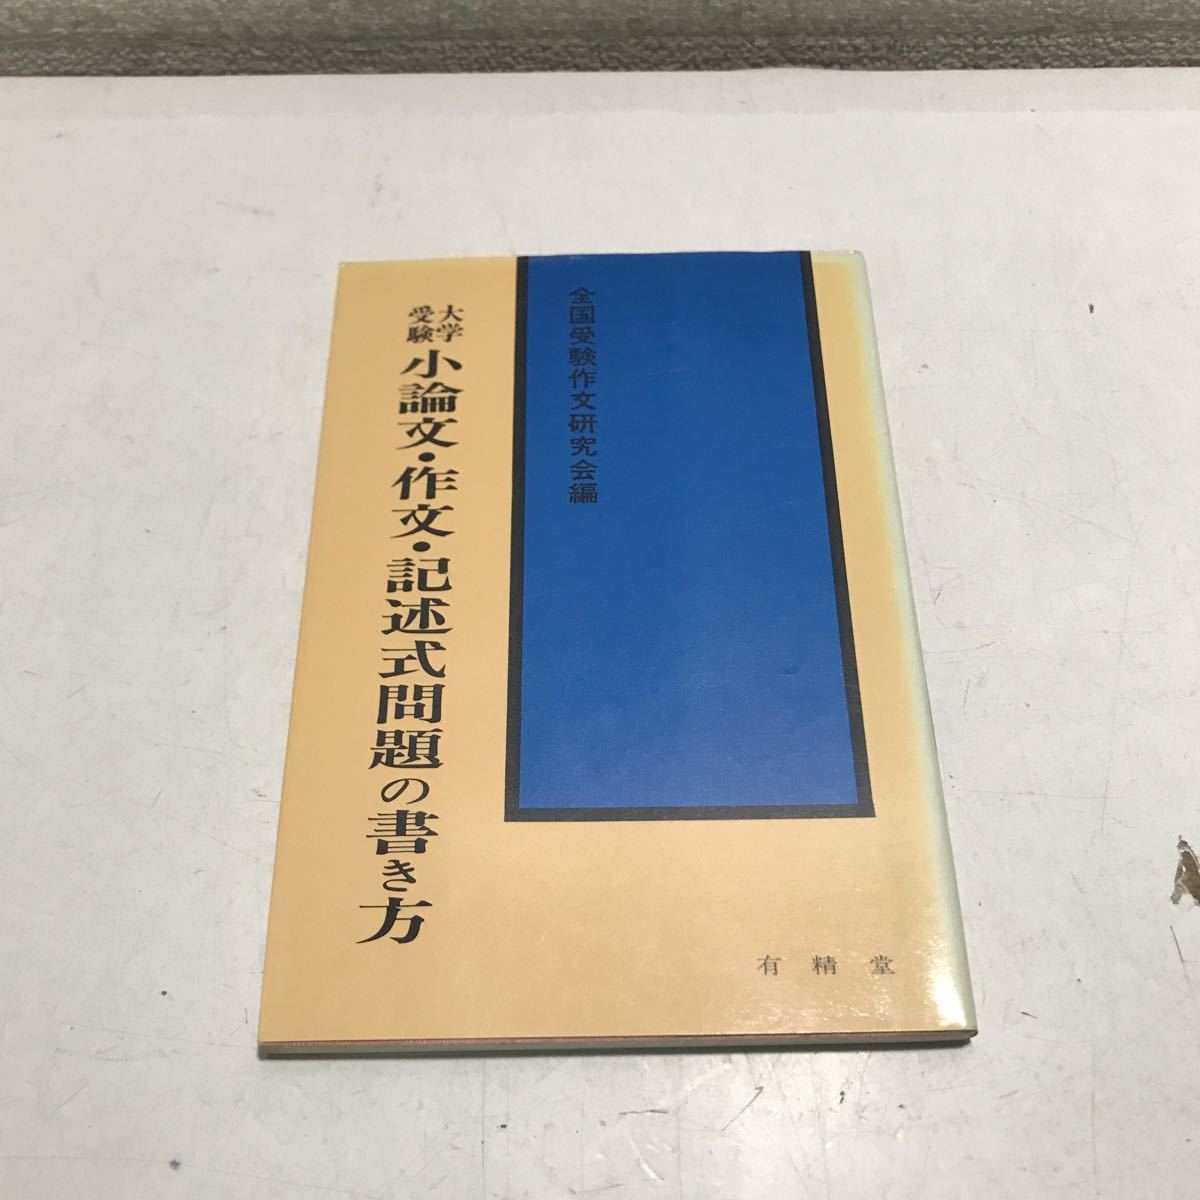 全国受験作文研究会編
大学
受験
小論文・作文・記述式問題の書き方
有精堂